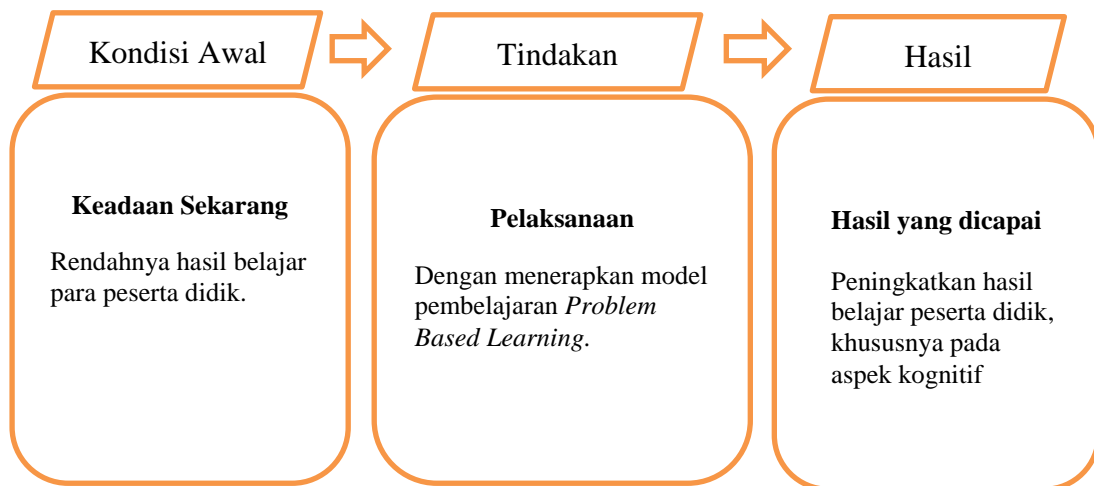 Kondisi Awal
Tindakan
Hasil
Keadaan Sekarang
Rendahnya hasil belajar
para peserta didik.
Pelaksanaan
Dengan menerapkan model
pembelajaran Problem
Based Learning.
Hasil yang dicapai
Peningkatkan hasil
belajar peserta didik,
khususnya pada
aspek kognitif